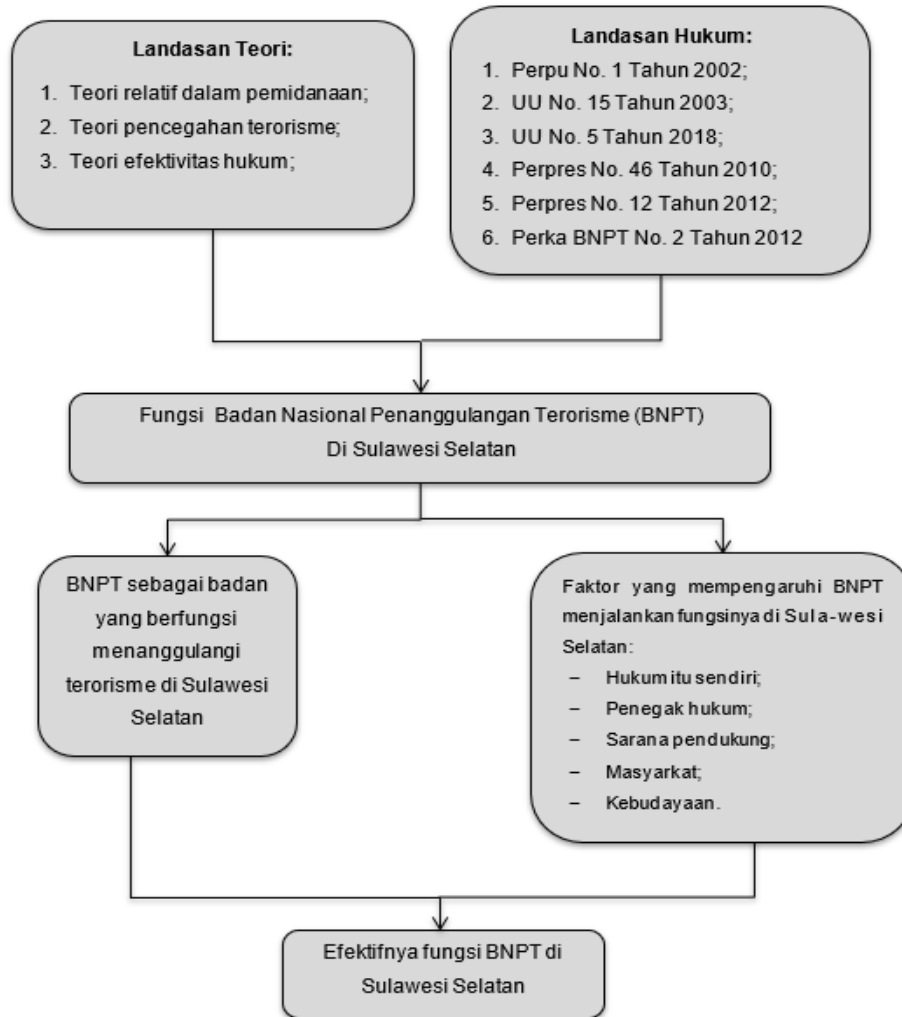 Landasan Teori:
1. Teori relatif dalam pemidanaan;
2. Teori pencegahan terorisme;
3. Teori efektivitas hukum;
Landasan Hukum:
1. Perpu No. 1 Tahun 2002;
2. UU No. 15 Tahun 2003;
3. UU No. 5 Tahun 2018;
4. Perpres No. 46 Tahun 2010;
5. Perpres No. 12 Tahun 2012;
6. Perka BNPT No. 2 Tahun 2012
Fungsi Badan Nasional Penanggulangan Terorisme (BNPT)
Di Sulawesi Selatan
BNPT sebagai badan
yang berfungsi
menanggulangi
terorisme di Sulawesi
Selatan
Faktor yang mempengaruhi BNPT
menjalankan fungsinya di Sula-wesi
Selatan:
– Hukum itu sendiri;
– Penegak hukum;
– Sarana pendukung;
– Masyarkat;
– Kebudayaan.
Efektifnya fungsi BNPT di
Sulawesi Selatan